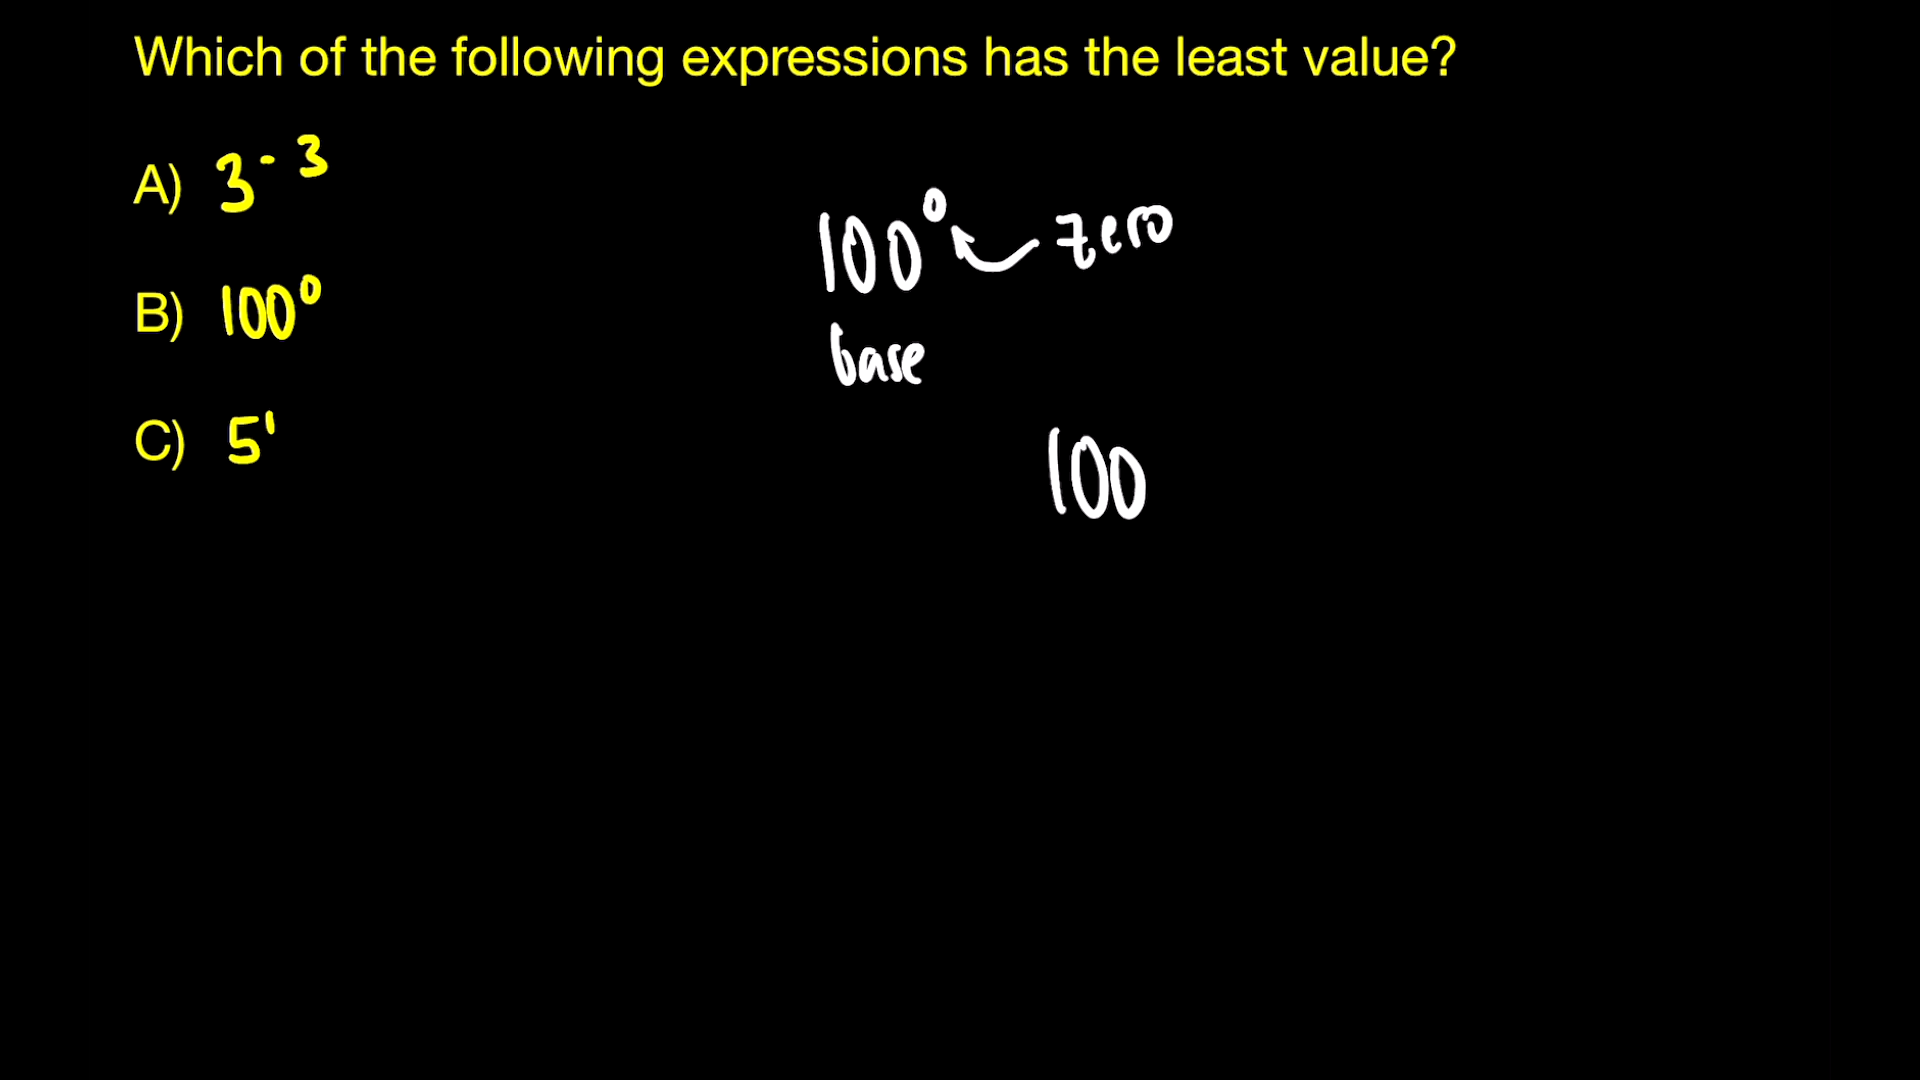 Which of the following expressions has the least value?
A) 3⁻³
B) 100⁰
C) 5¹
100⁰ zero
base
100